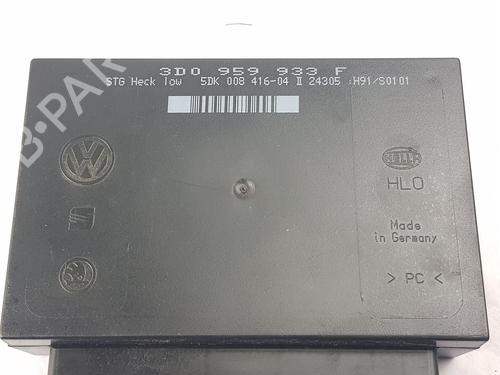 3D0 959 933 F
STG Heck low 5DK 008 416-04 II 24305 :H91/S0101
HELLA
HLO
Made
in Germany
> PC <
B-PAR